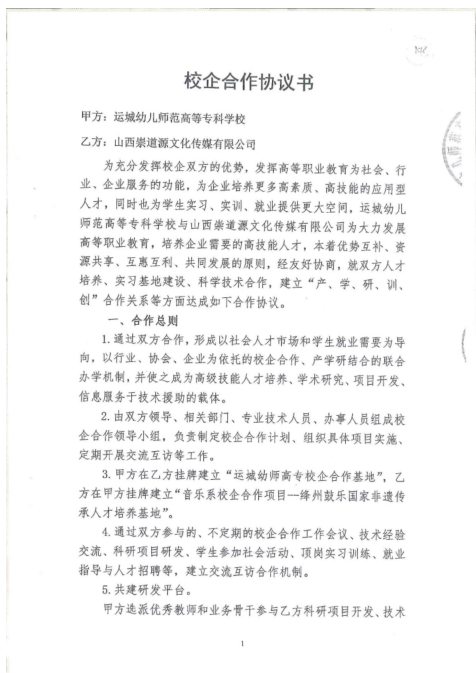 校企合作协议书
甲方：运城幼儿师范高等专科学校
乙方：山西崇道源文化传媒有限公司
为充分发挥校企双方的优势，发挥高等职业教育为社会、行
业、企业服务的功能，为企业培养更多高素质、高技能的应用型
人才，同时也为学生实习、实训、就业提供更大空间，运城幼儿
师范高等专科学校与山西崇道源文化传媒有限公司为大力发展
高等职业教育，培养企业需要的高技能人才，本着优势互补、资
源共享、互惠互利、共同发展的原则，经友好协商，就双方人才
培养、实习基地建设、科学技术合作，建立“产、学、研、训、
创”合作关系等方面达成如下合作协议。
一、合作总则
1.通过双方合作，形成以社会人才市场和学生就业需要为导
向，以行业、协会、企业为依托的校企合作、产学研结合的联合
办学机制，并使之成为高级技能人才培养、学术研究、项目开发、
信息服务于技术援助的载体。
2.由双方领导、相关部门、专业技术人员、办事人员组成校
企合作领导小组，负责制定校企合作计划、组织具体项目实施、
定期开展交流互访等工作。
3.甲方在乙方挂牌建立“运城幼师高专校企合作基地”，乙
方在甲方挂牌建立“音乐系校企合作项目--绛州鼓乐国家非遗传
承人才培养基地”。
4.通过双方参与的、不定期的校企合作工作会议、技术经验
交流、科研项目研发、学生参加社会活动、顶岗实习训练、就业
指导与人才招聘等，建立交流互访合作机制。
5.共建研发平台。
甲方选派优秀教师和业务骨干参与乙方科研项目开发、技术
1